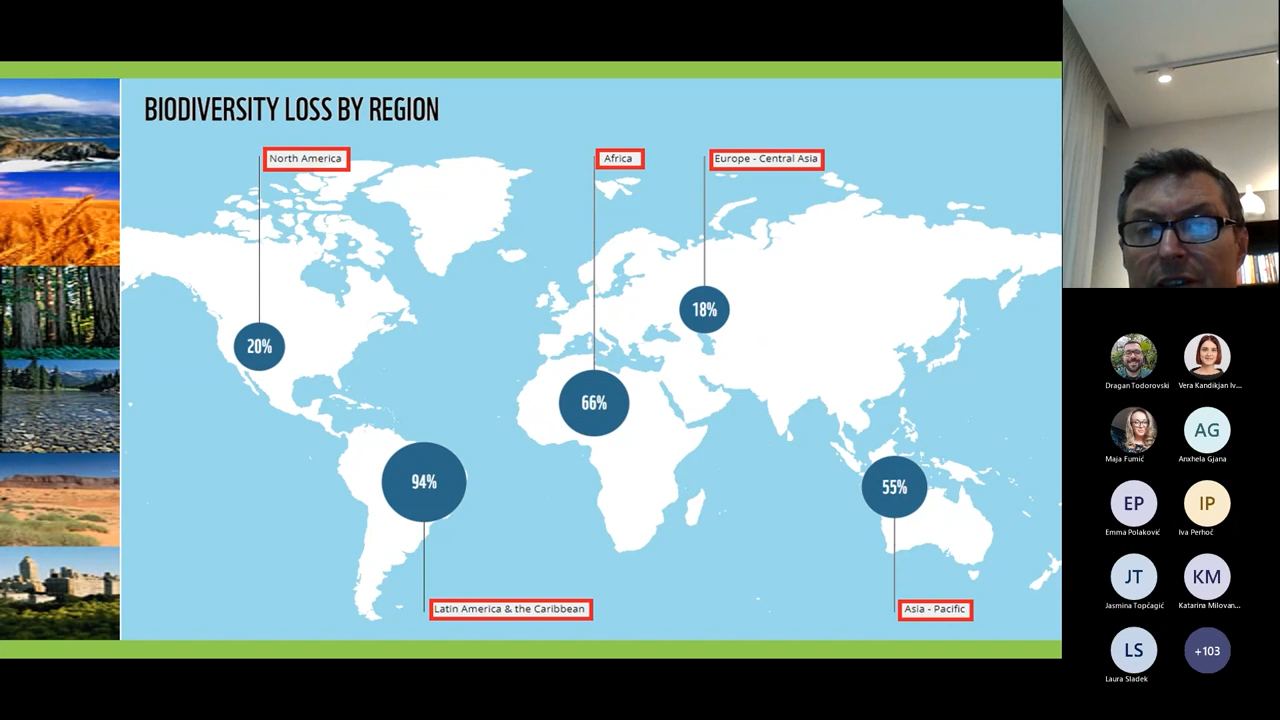 BIODIVERSITY LOSS BY REGION
North America
Africa
Europe - Central Asia
18%
20%
66%
94%
55%
Latin America & the Caribbean
Asia - Pacific
Dragan Todorovski
Vera Kandikjan Iv...
Maja Fumić
AG
Anxhela Gjana
EP
Emma Polaković
IP
Iva Perhoč
JT
Jasmina Topčagić
KM
Katarina Milovan...
LS
Laura Sladek
+103